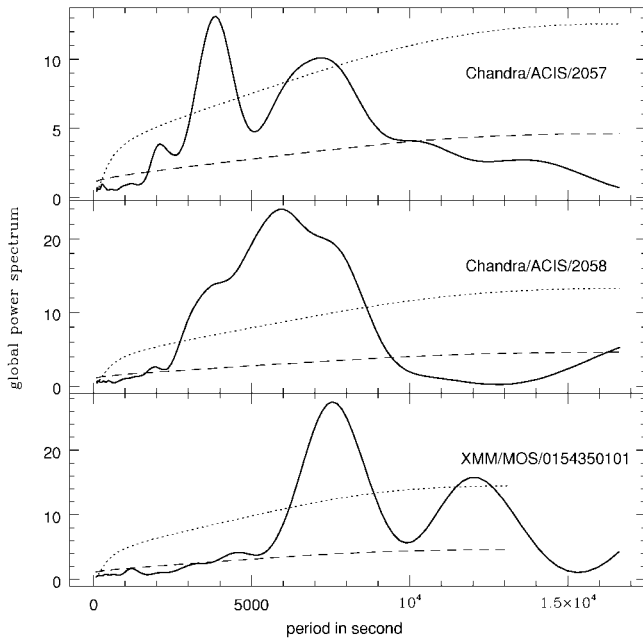 10
5
0
Chandra/ACIS/2057
20
10
0
Chandra/ACIS/2058
20
10
0
XMM/MOS/0154350101
global power spectrum
0 5000 10⁴ 1.5×10⁴
period in second